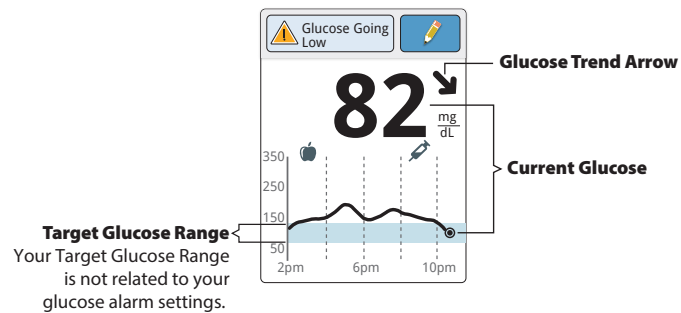 Glucose Going
Low
Glucose Trend Arrow
82
mg
dL
Current Glucose
350
250
150
50
2pm
6pm
10pm
Target Glucose Range
Your Target Glucose Range
is not related to your
glucose alarm settings.